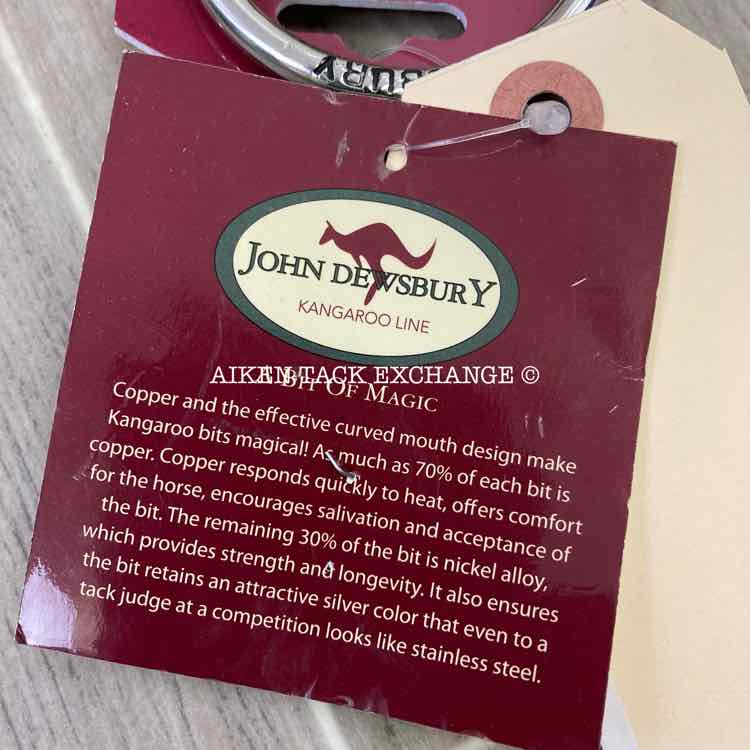 BURY
JOHN DEWSBURY
KANGAROO LINE
AIKEN TACK EXCHANGE ©
A BIT OF MAGIC
Copper and the effective curved mouth design make
Kangaroo bits magical! As much as 70% of each bit is
copper. Copper responds quickly to heat, offers comfort
for the horse, encourages salivation and acceptance of
the bit. The remaining 30% of the bit is nickel alloy,
which provides strength and longevity. It also ensures
the bit retains an attractive silver color that even to a
tack judge at a competition looks like stainless steel.